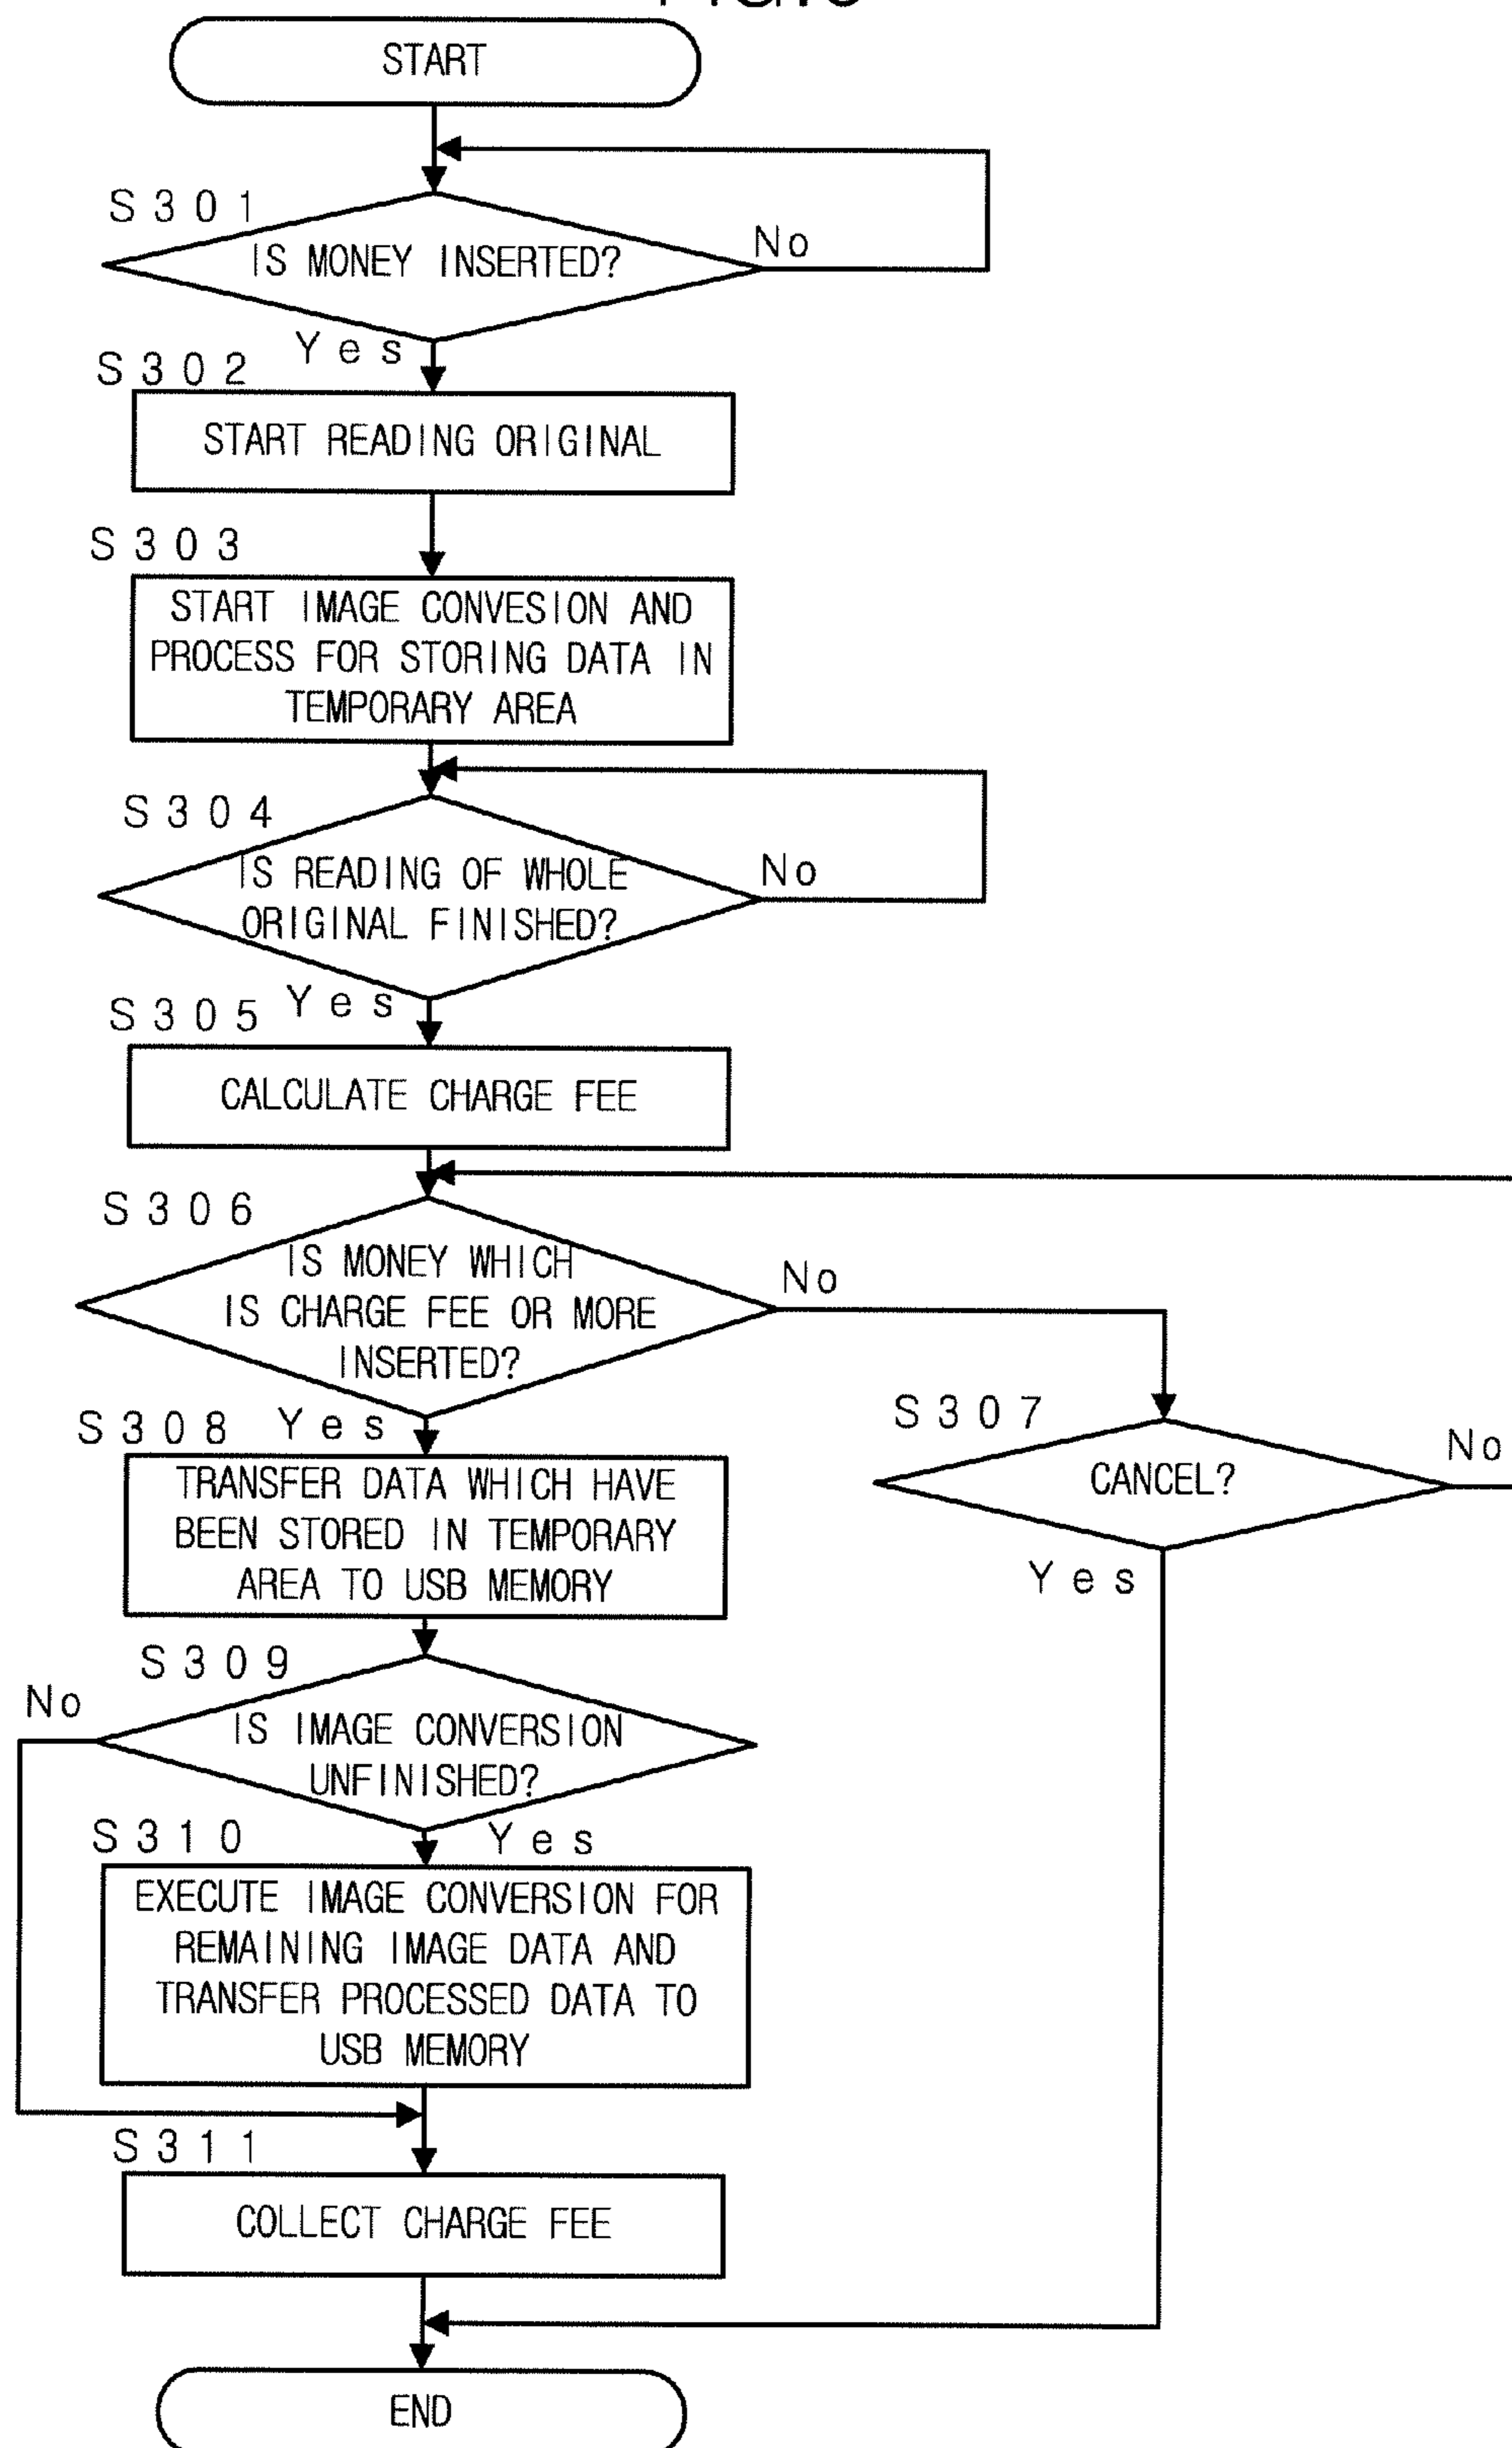 START
S301
IS MONEY INSERTED?
No
Yes
S302
START READING ORIGINAL
S303
START IMAGE CONVESION AND
PROCESS FOR STORING DATA IN
TEMPORARY AREA
S304
IS READING OF WHOLE
ORIGINAL FINISHED?
No
Yes
S305
CALCULATE CHARGE FEE
S306
IS MONEY WHICH
IS CHARGE FEE OR MORE
INSERTED?
No
Yes
S307
CANCEL?
No
Yes
S308
TRANSFER DATA WHICH HAVE
BEEN STORED IN TEMPORARY
AREA TO USB MEMORY
S309
No
IS IMAGE CONVERSION
UNFINISHED?
Yes
S310
EXECUTE IMAGE CONVERSION FOR
REMAINING IMAGE DATA AND
TRANSFER PROCESSED DATA TO
USB MEMORY
S311
COLLECT CHARGE FEE
END